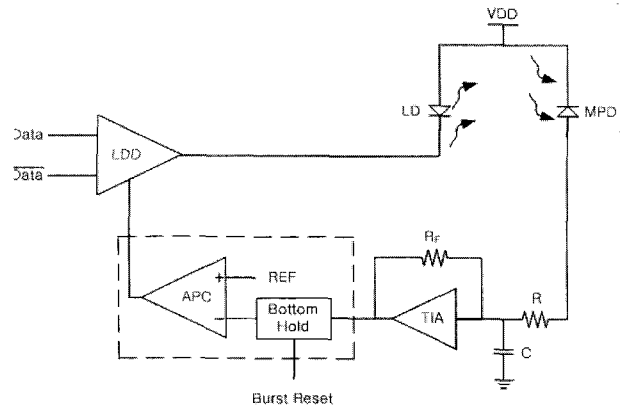 VDD
LD
MPD
Data
LDD
Data
RF
APC
+
REF
TIA
R
–
Bottom
Hold
C
Burst Reset